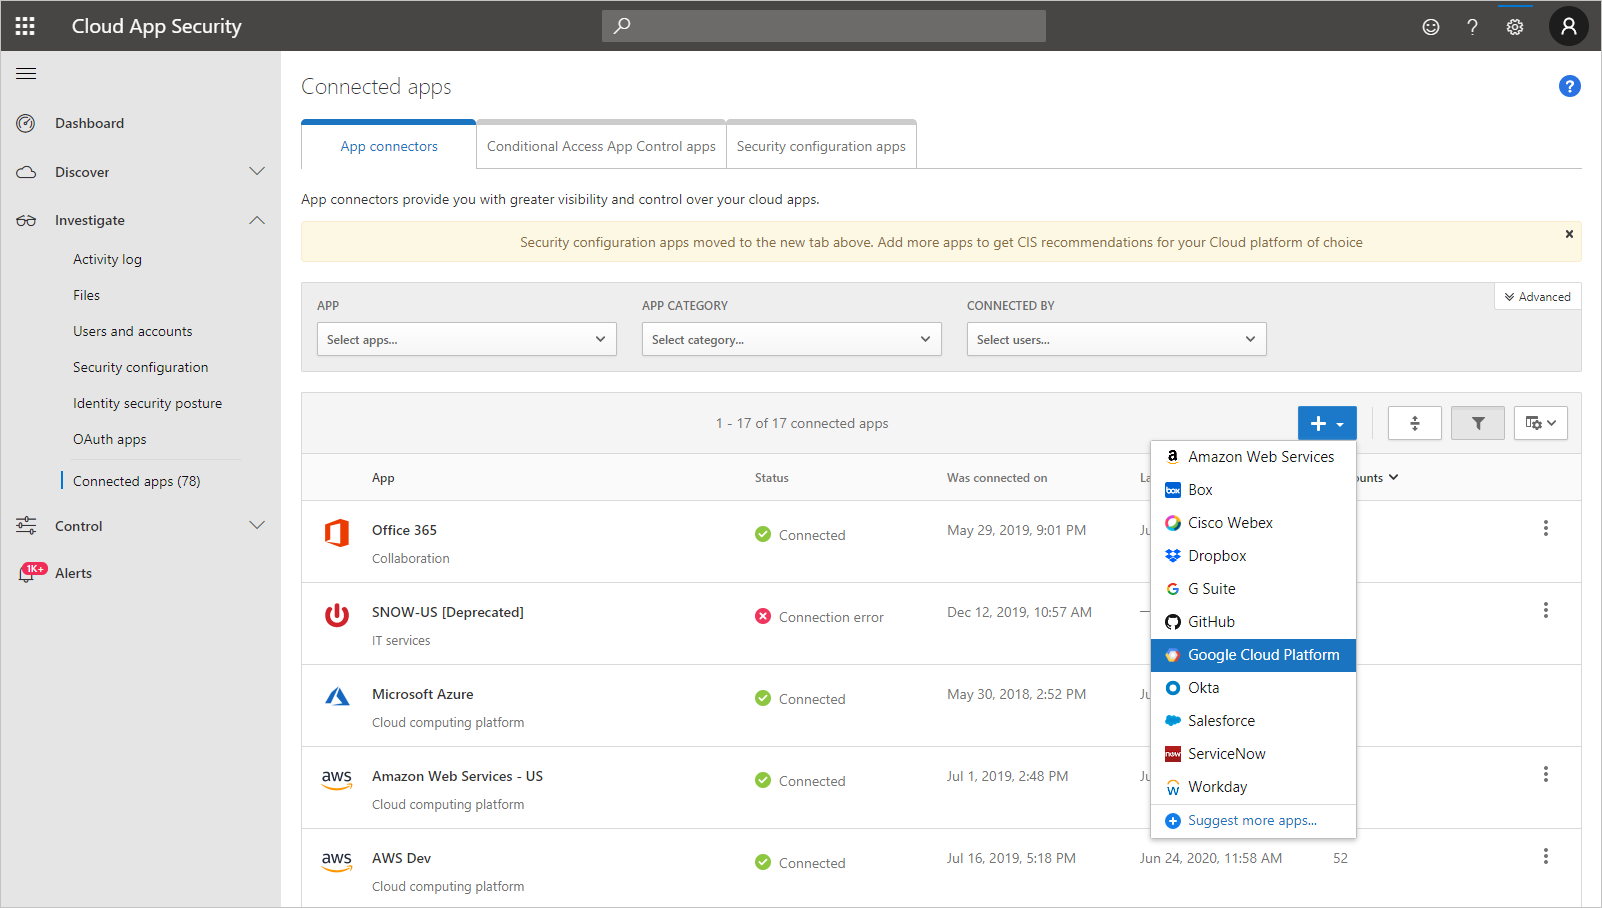 Cloud App Security
?
Dashboard
Discover
Investigate
Activity log
Files
Users and accounts
Security configuration
Identity security posture
OAuth apps
Connected apps (78)
Control
1K+
Alerts
Connected apps
?
App connectors
Conditional Access App Control apps
Security configuration apps
App connectors provide you with greater visibility and control over your cloud apps.
Security configuration apps moved to the new tab above. Add more apps to get CIS recommendations for your Cloud platform of choice
Advanced
APP
APP CATEGORY
CONNECTED BY
Select apps...
Select category...
Select users...
1 - 17 of 17 connected apps
App
Status
Was connected on
Office 365
Collaboration
Connected
May 29, 2019, 9:01 PM
SNOW-US [Deprecated]
IT services
Connection error
Dec 12, 2019, 10:57 AM
—
Microsoft Azure
Cloud computing platform
Connected
May 30, 2018, 2:52 PM
aws
Amazon Web Services - US
Cloud computing platform
Connected
Jul 1, 2019, 2:48 PM
aws
AWS Dev
Cloud computing platform
Connected
Jul 16, 2019, 5:18 PM
Jun 24, 2020, 11:58 AM
52
a Amazon Web Services
box Box
Cisco Webex
Dropbox
G G Suite
GitHub
Google Cloud Platform
Okta
Salesforce
now ServiceNow
W Workday
Suggest more apps...